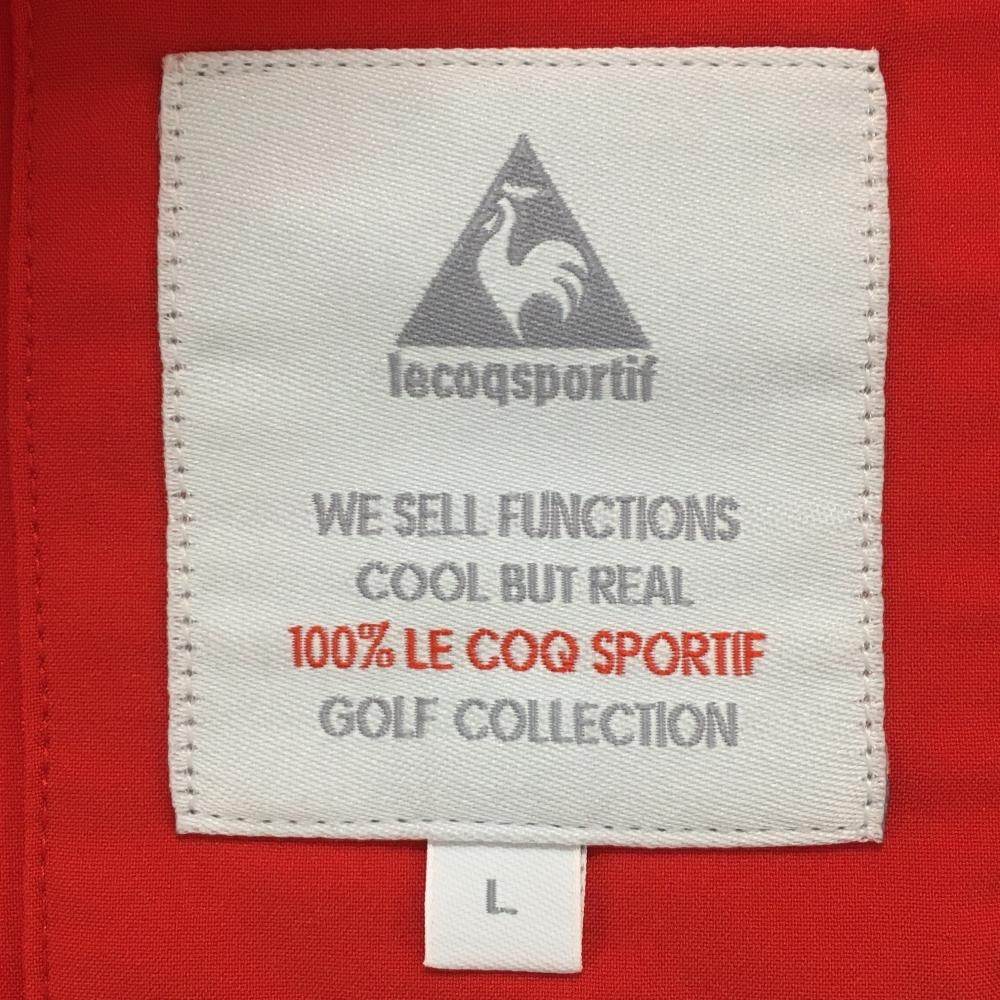 lecoqsportif
WE SELL FUNCTIONS
COOL BUT REAL
100% LE COQ SPORTIF
GOLF COLLECTION
L